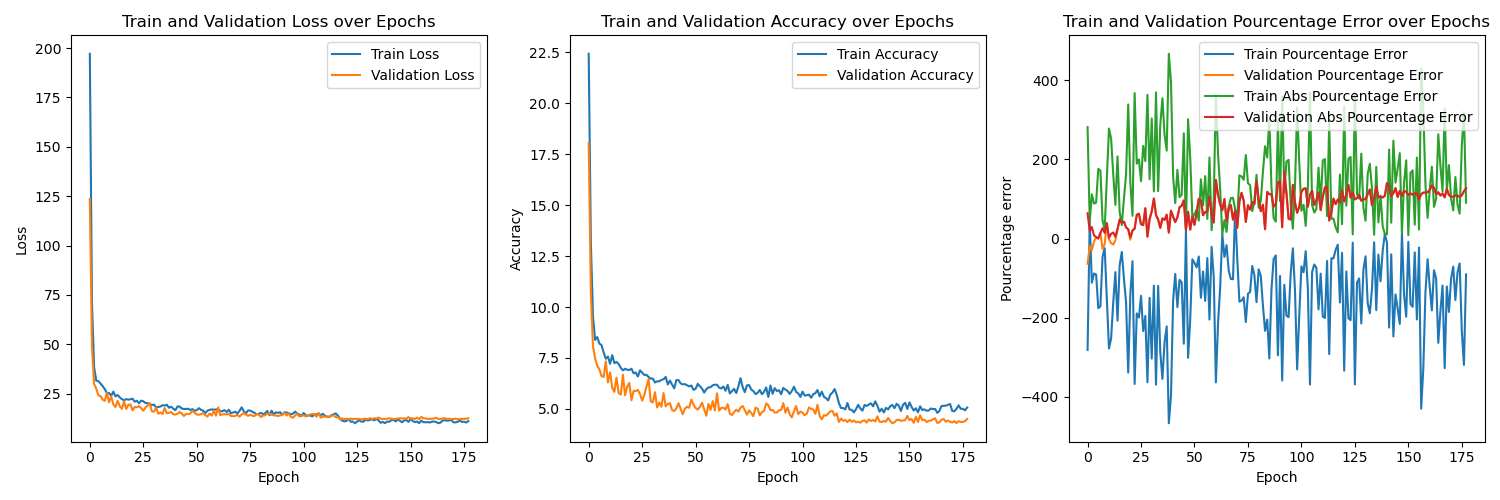 Train and Validation Loss over Epochs
200
175
150
125
100
75
50
25
Loss
0
25
50
75
100
125
150
175
Epoch
Train Loss
Validation Loss
Train and Validation Accuracy over Epochs
22.5
20.0
17.5
15.0
12.5
10.0
7.5
5.0
Accuracy
0
25
50
75
100
125
150
175
Epoch
Train Accuracy
Validation Accuracy
Train and Validation Pourcentage Error over Epochs
400
200
0
−200
−400
Pourcentage error
0
25
50
75
100
125
150
175
Epoch
Train Pourcentage Error
Validation Pourcentage Error
Train Abs Pourcentage Error
Validation Abs Pourcentage Error